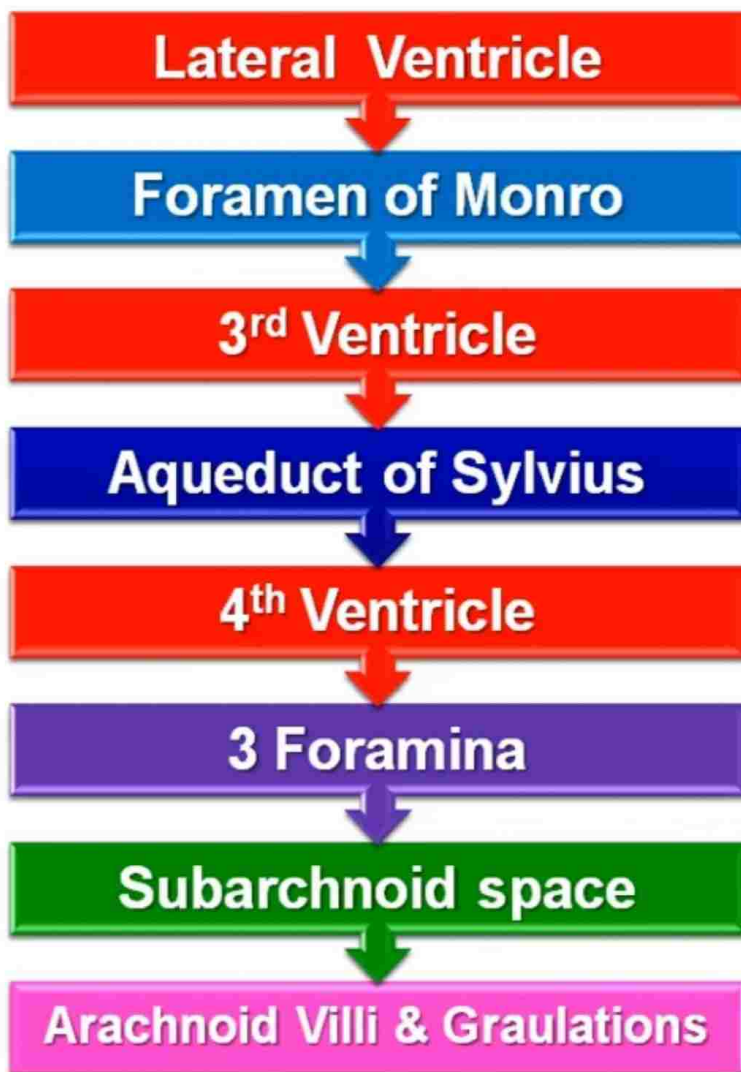 Lateral Ventricle
Foramen of Monro
3rd Ventricle
Aqueduct of Sylvius
4th Ventricle
3 Foramina
Subarchnoid space
Arachnoid Villi & Graulations